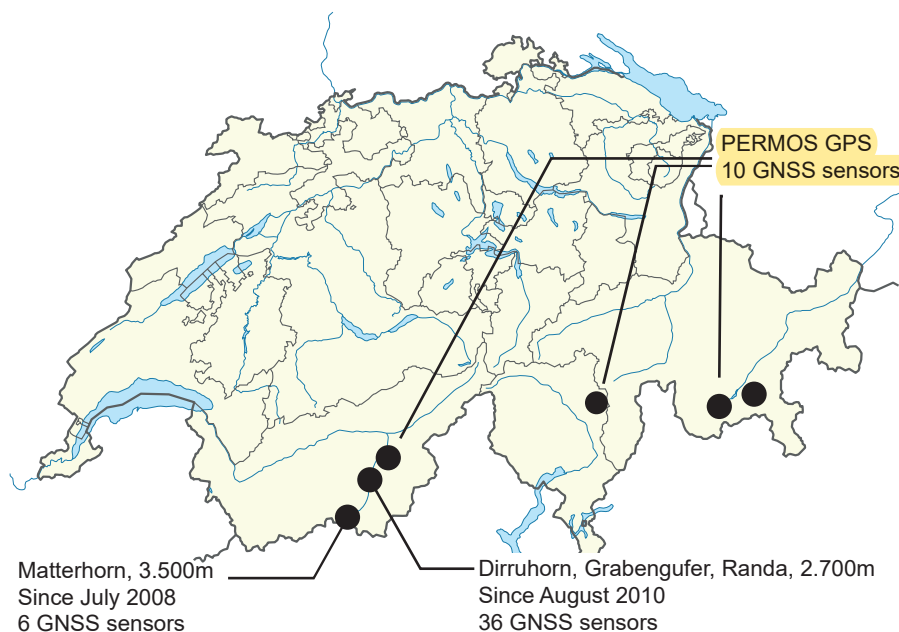 PERMOS GPS
10 GNSS sensors
Matterhorn, 3.500m
Since July 2008
6 GNSS sensors
Dirruhorn, Grabengufer, Randa, 2.700m
Since August 2010
36 GNSS sensors